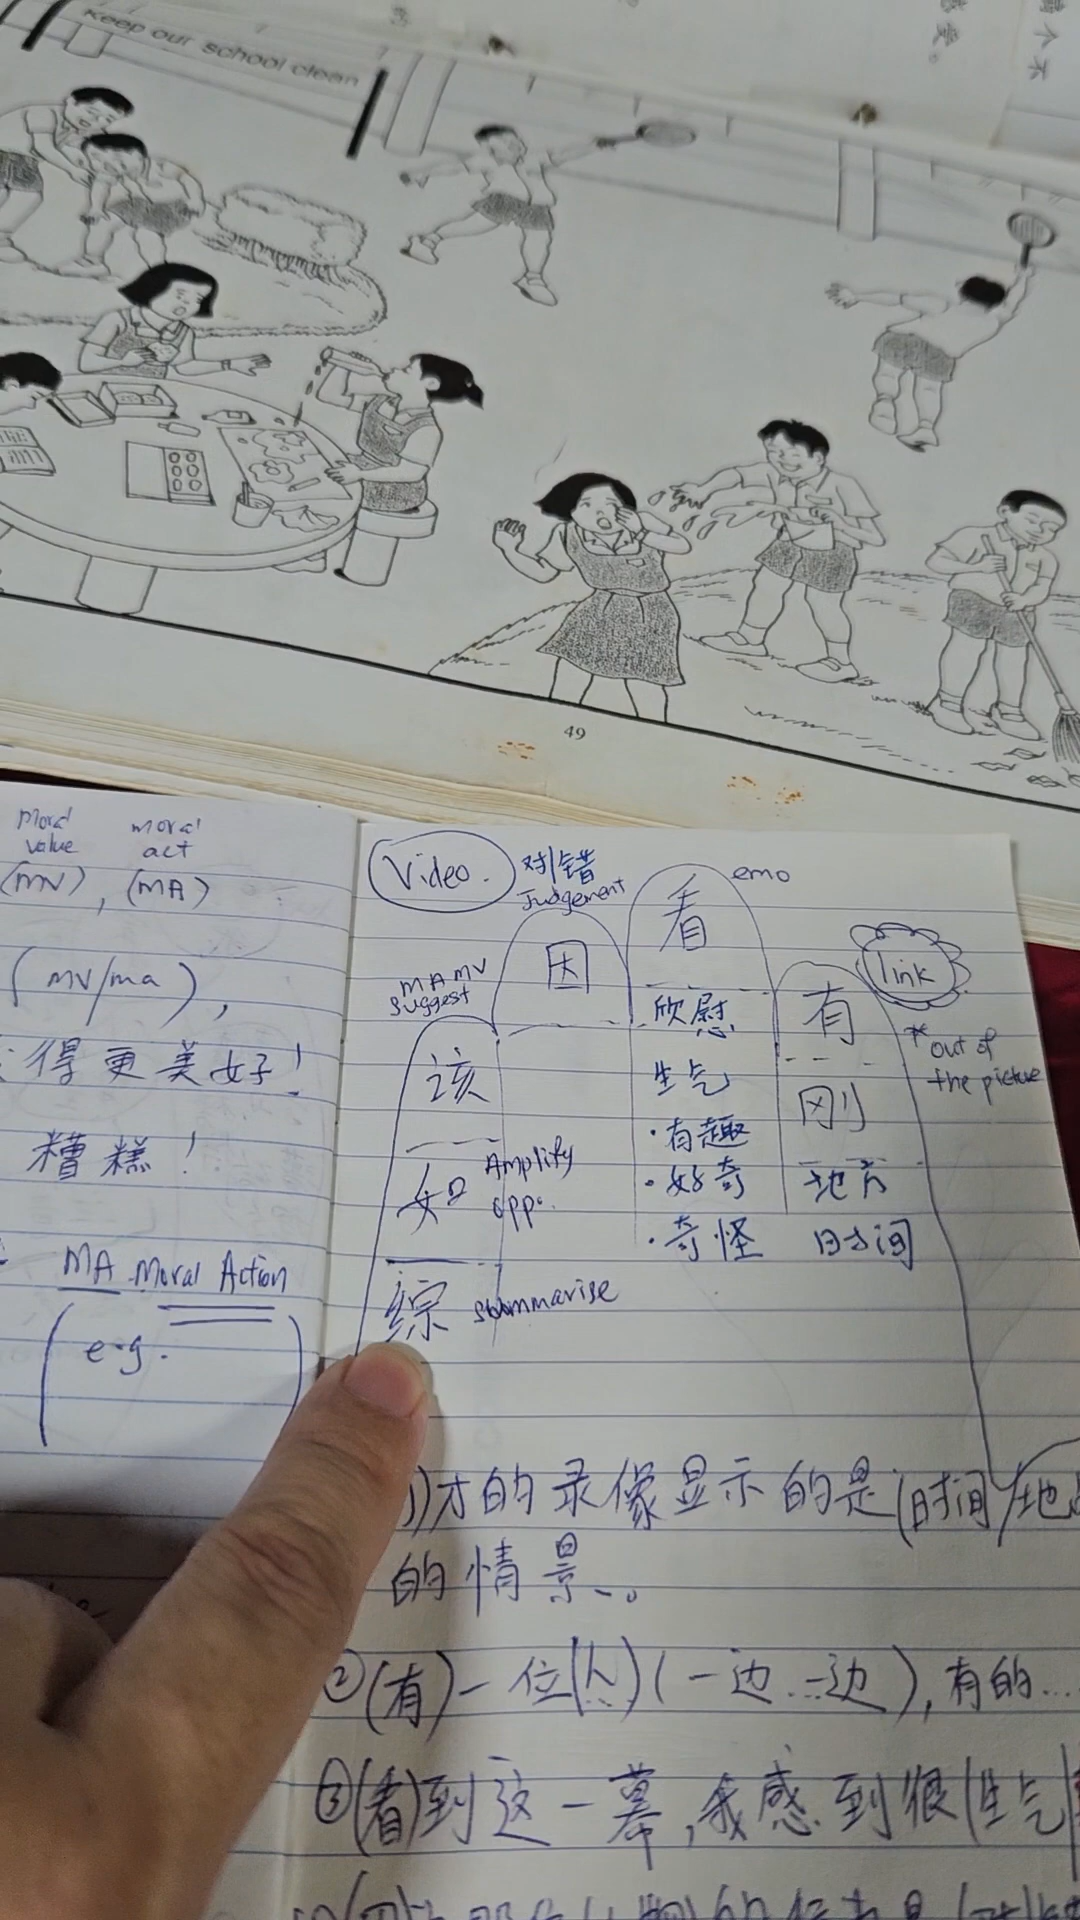 Keep our school clean
49
moral value
moral act
(mv), (MA)
(mv/ma),
得更美好!
糟糕!
MA Moral Action
e.g.
Video.
对错
Judgement
emo
看
因
link
MAMV
suggest
有
欣慰
*out of the picture
该
生气
刚
·有趣
如 Amplify oppo.
·好奇
地方
·奇怪
时间
综 summarise
才的录像显示的是(时间/地
的情景。
②(有)一位(人)(一边...一边),有的...
③(看)到这一幕,我感到很(生气